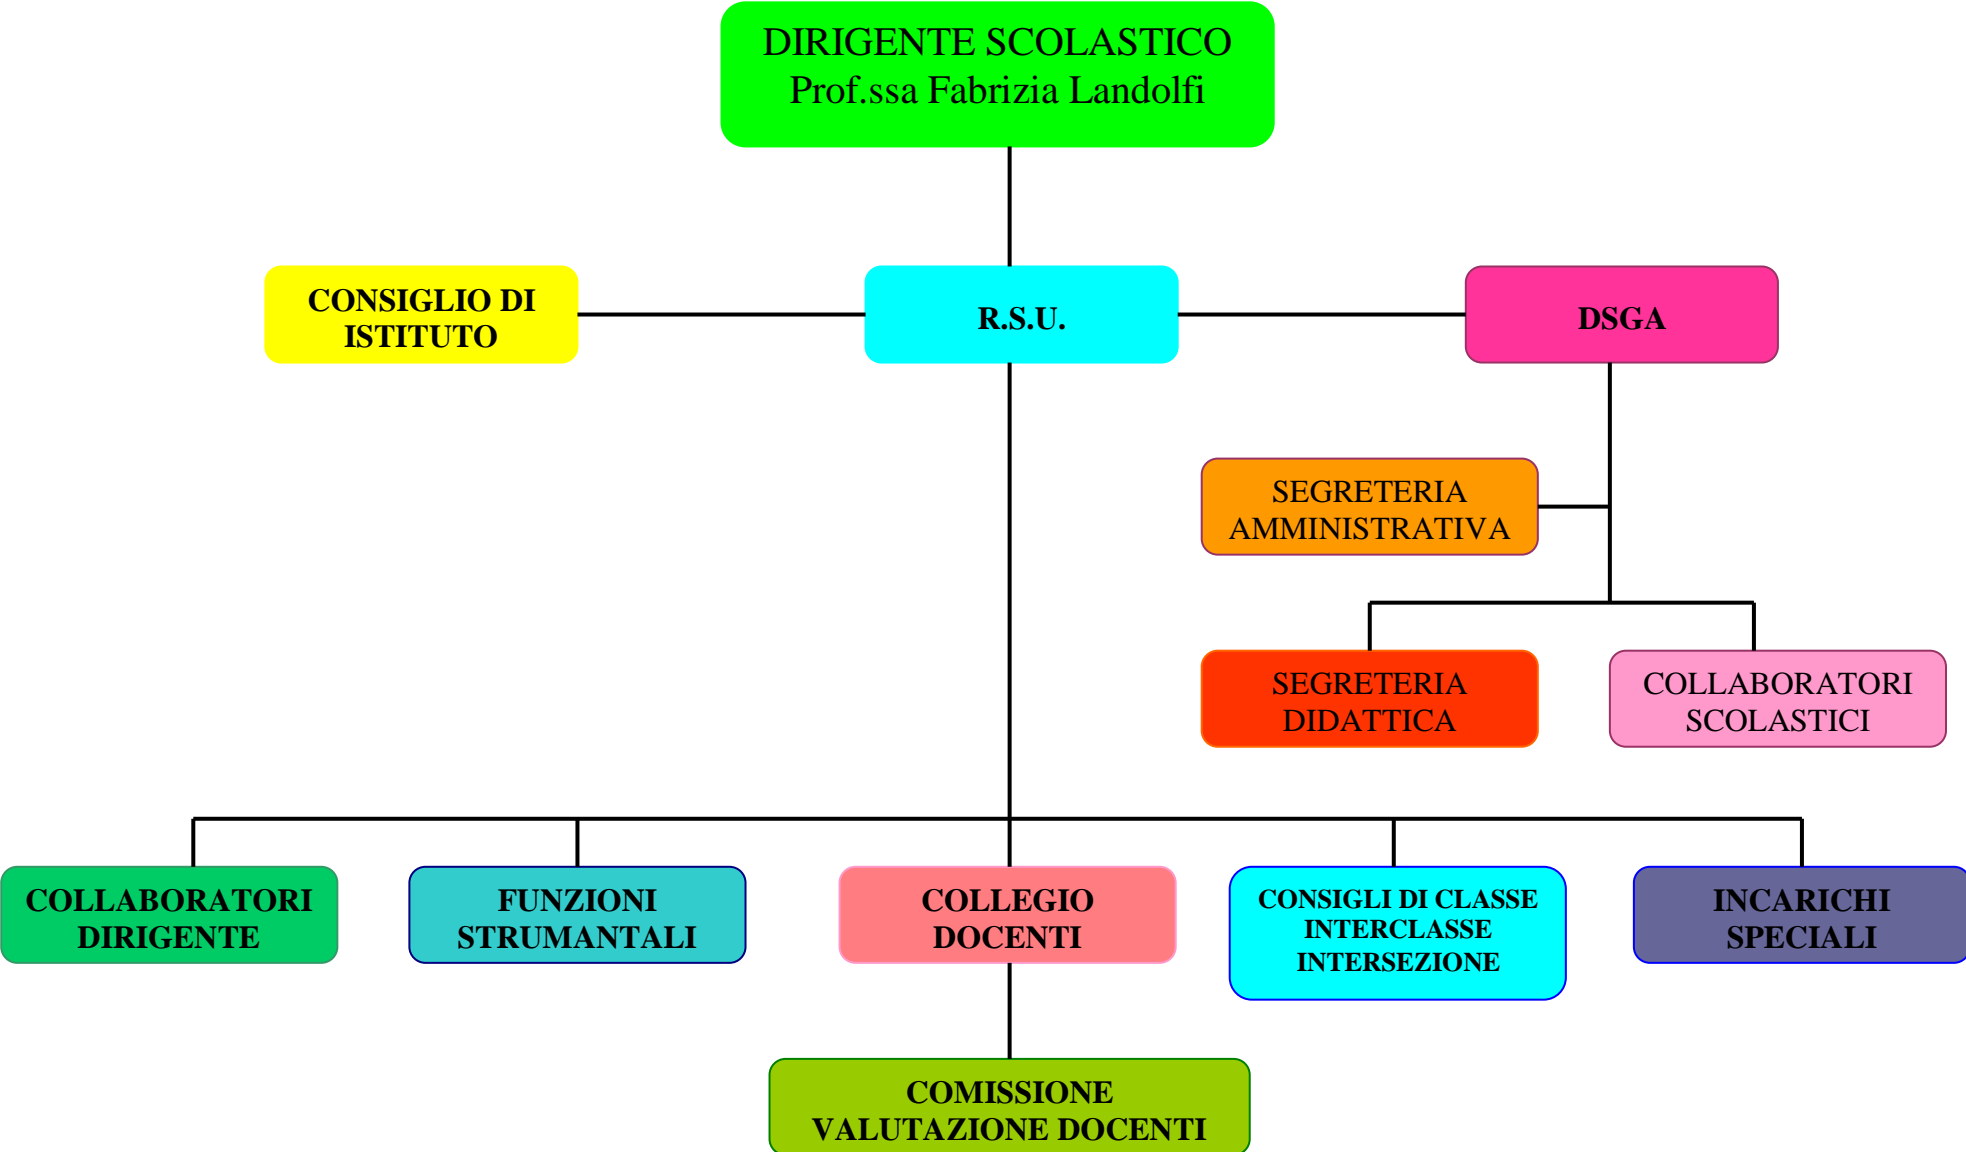 DIRIGENTE SCOLASTICO
Prof.ssa Fabrizia Landolfi
CONSIGLIO DI
ISTITUTO
R.S.U.
DSGA
SEGRETERIA
AMMINISTRATIVA
SEGRETERIA
DIDATTICA
COLLABORATORI
SCOLASTICI
COLLABORATORI
DIRIGENTE
FUNZIONI
STRUMANTALI
COLLEGIO
DOCENTI
CONSIGLI DI CLASSE
INTERCLASSE
INTERSEZIONE
INCARICHI
SPECIALI
COMISSIONE
VALUTAZIONE DOCENTI